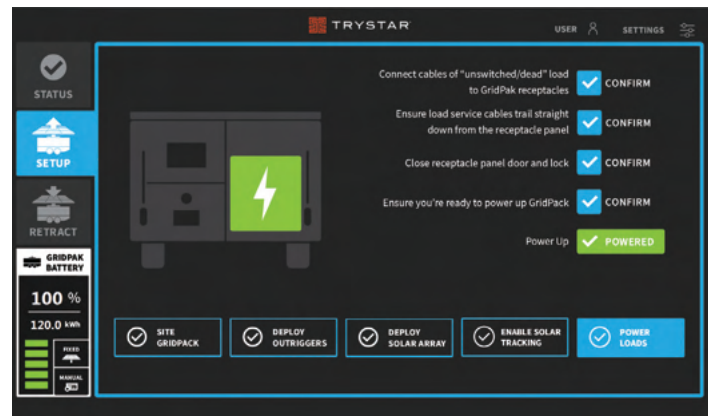 TRYSTAR
USER
SETTINGS
STATUS
SETUP
RETRACT
GRIDPAK
BATTERY
100 %
120.0 kWh
FIXED
MANUAL
Connect cables of "unswitched/dead" load
to GridPak receptacles
CONFIRM
Ensure load service cables trail straight
down from the receptacle panel
CONFIRM
Close receptacle panel door and lock
CONFIRM
Ensure you're ready to power up GridPack
CONFIRM
Power Up
POWERED
SITE
GRIDPACK
DEPLOY
OUTRIGGERS
DEPLOY
SOLAR ARRAY
ENABLE SOLAR
TRACKING
POWER
LOADS